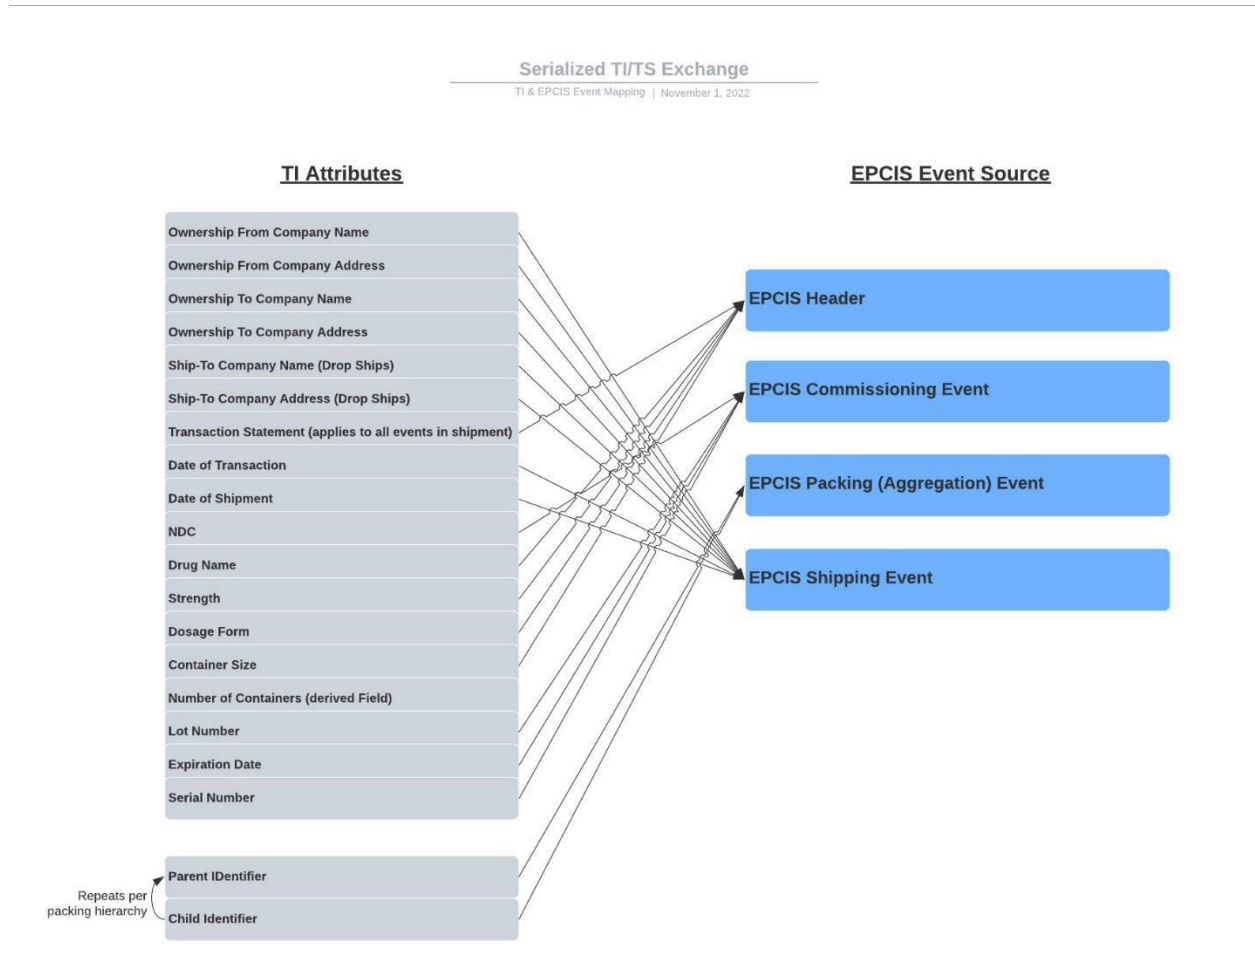 Serialized TI/TS Exchange
TI & EPCIS Event Mapping | November 1, 2022
TI Attributes
EPCIS Event Source
Ownership From Company Name
Ownership From Company Address
Ownership To Company Name
Ownership To Company Address
Ship-To Company Name (Drop Ships)
Ship-To Company Address (Drop Ships)
Transaction Statement (applies to all events in shipment)
Date of Transaction
Date of Shipment
NDC
Drug Name
Strength
Dosage Form
Container Size
Number of Containers (derived Field)
Lot Number
Expiration Date
Serial Number
Parent IDentifier
Child Identifier
Repeats per
packing hierarchy
EPCIS Header
EPCIS Commissioning Event
EPCIS Packing (Aggregation) Event
EPCIS Shipping Event